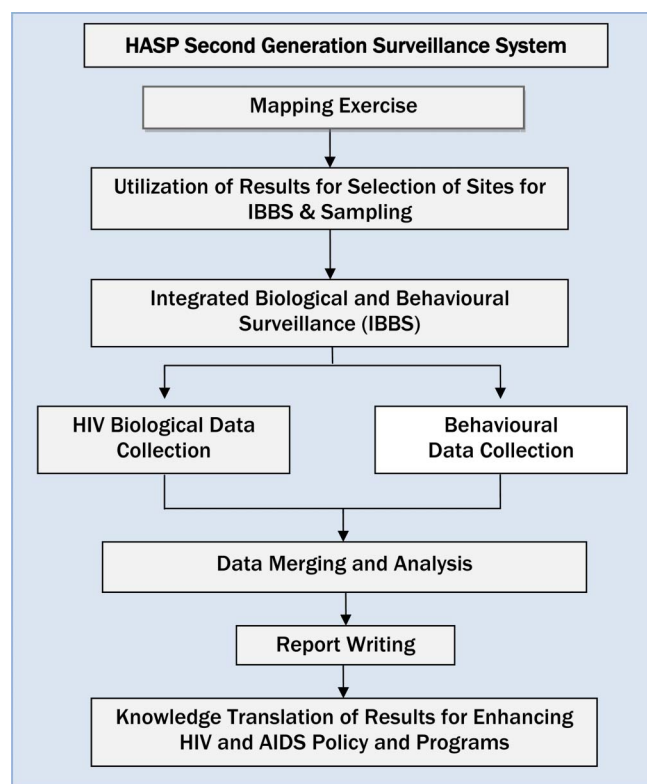 HASP Second Generation Surveillance System
Mapping Exercise
Utilization of Results for Selection of Sites for
IBBS & Sampling
Integrated Biological and Behavioural
Surveillance (IBBS)
HIV Biological Data
Collection
Behavioural
Data Collection
Data Merging and Analysis
Report Writing
Knowledge Translation of Results for Enhancing
HIV and AIDS Policy and Programs